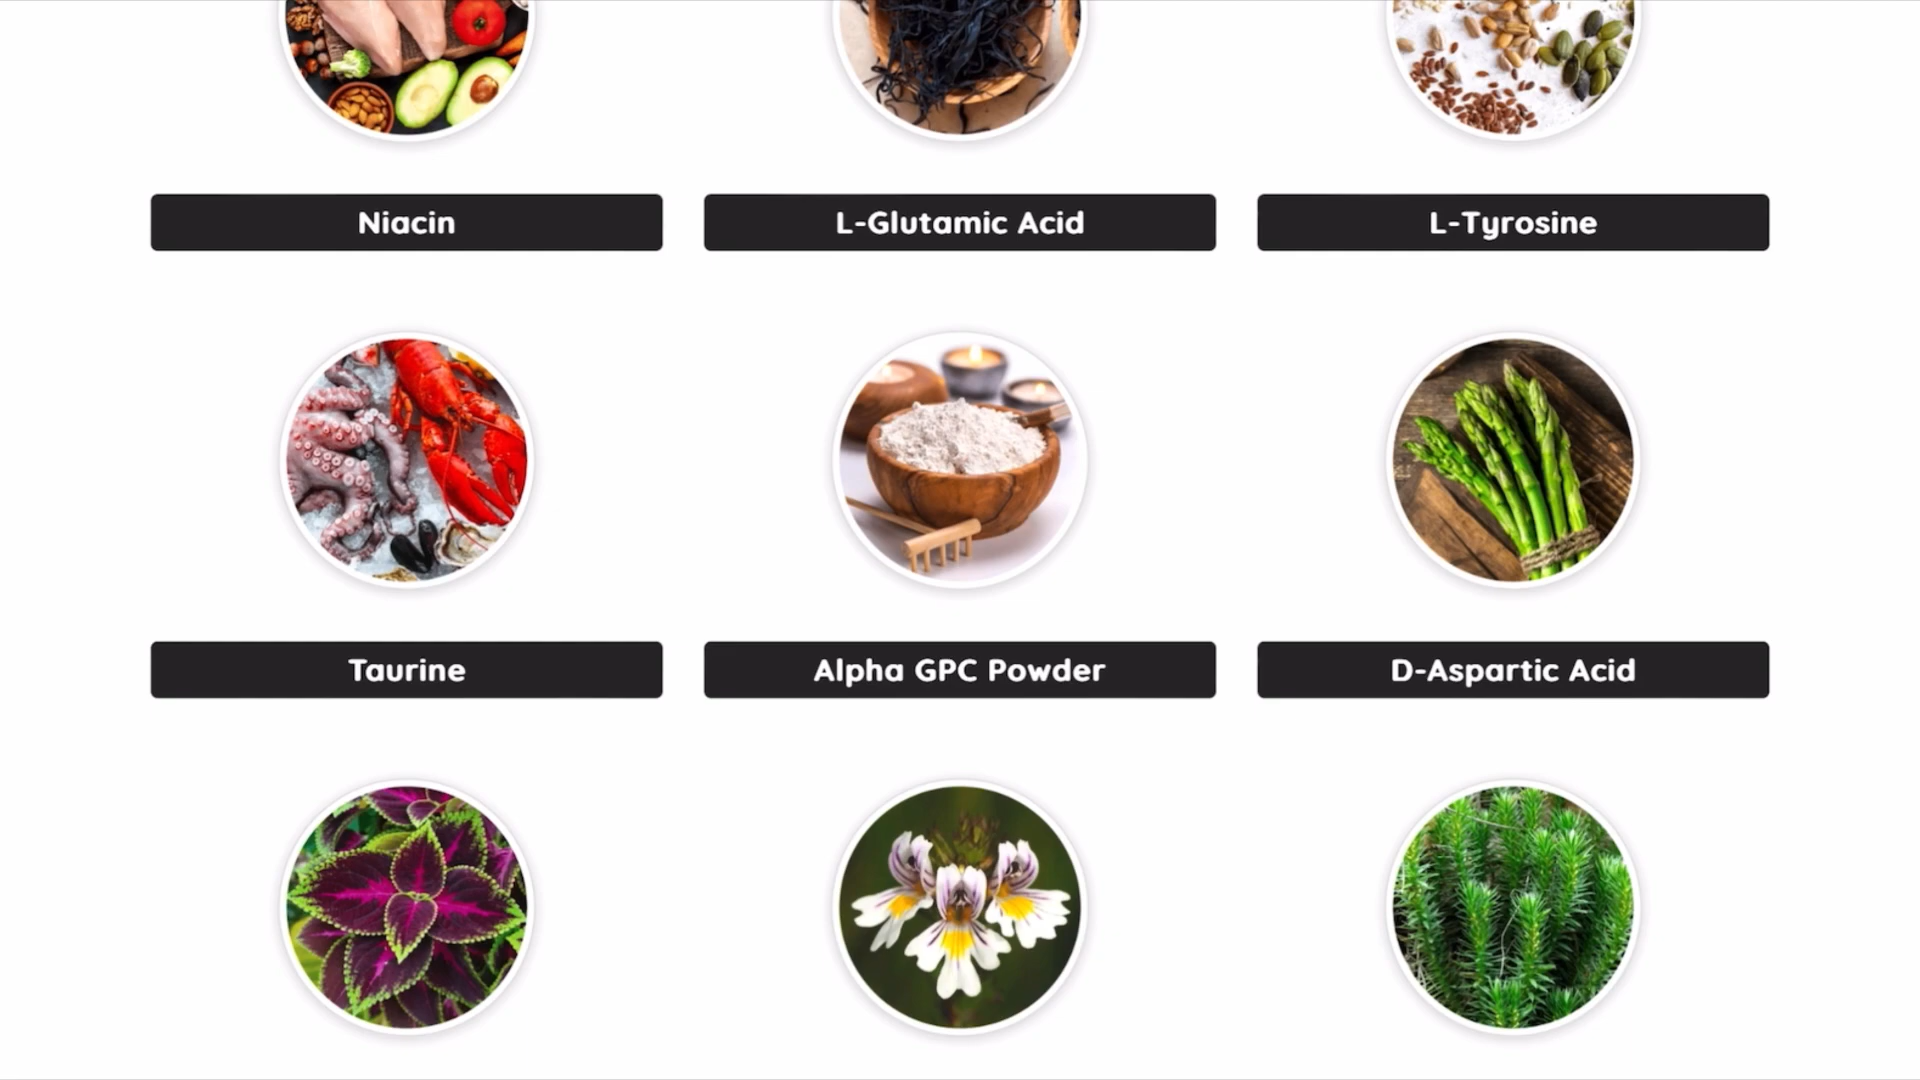 Niacin
L-Glutamic Acid
L-Tyrosine
Taurine
Alpha GPC Powder
D-Aspartic Acid